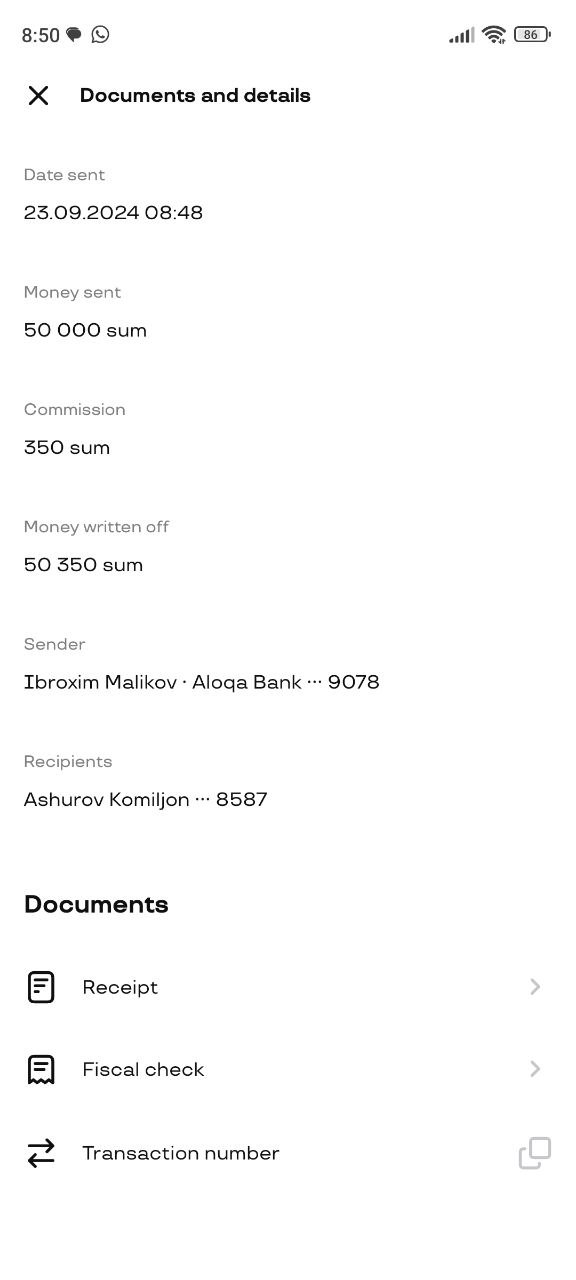 8:50
86
Documents and details
Date sent
23.09.2024 08:48
Money sent
50 000 sum
Commission
350 sum
Money written off
50 350 sum
Sender
Ibroxim Malikov · Aloqa Bank ··· 9078
Recipients
Ashurov Komiljon ··· 8587
Documents
Receipt
Fiscal check
Transaction number